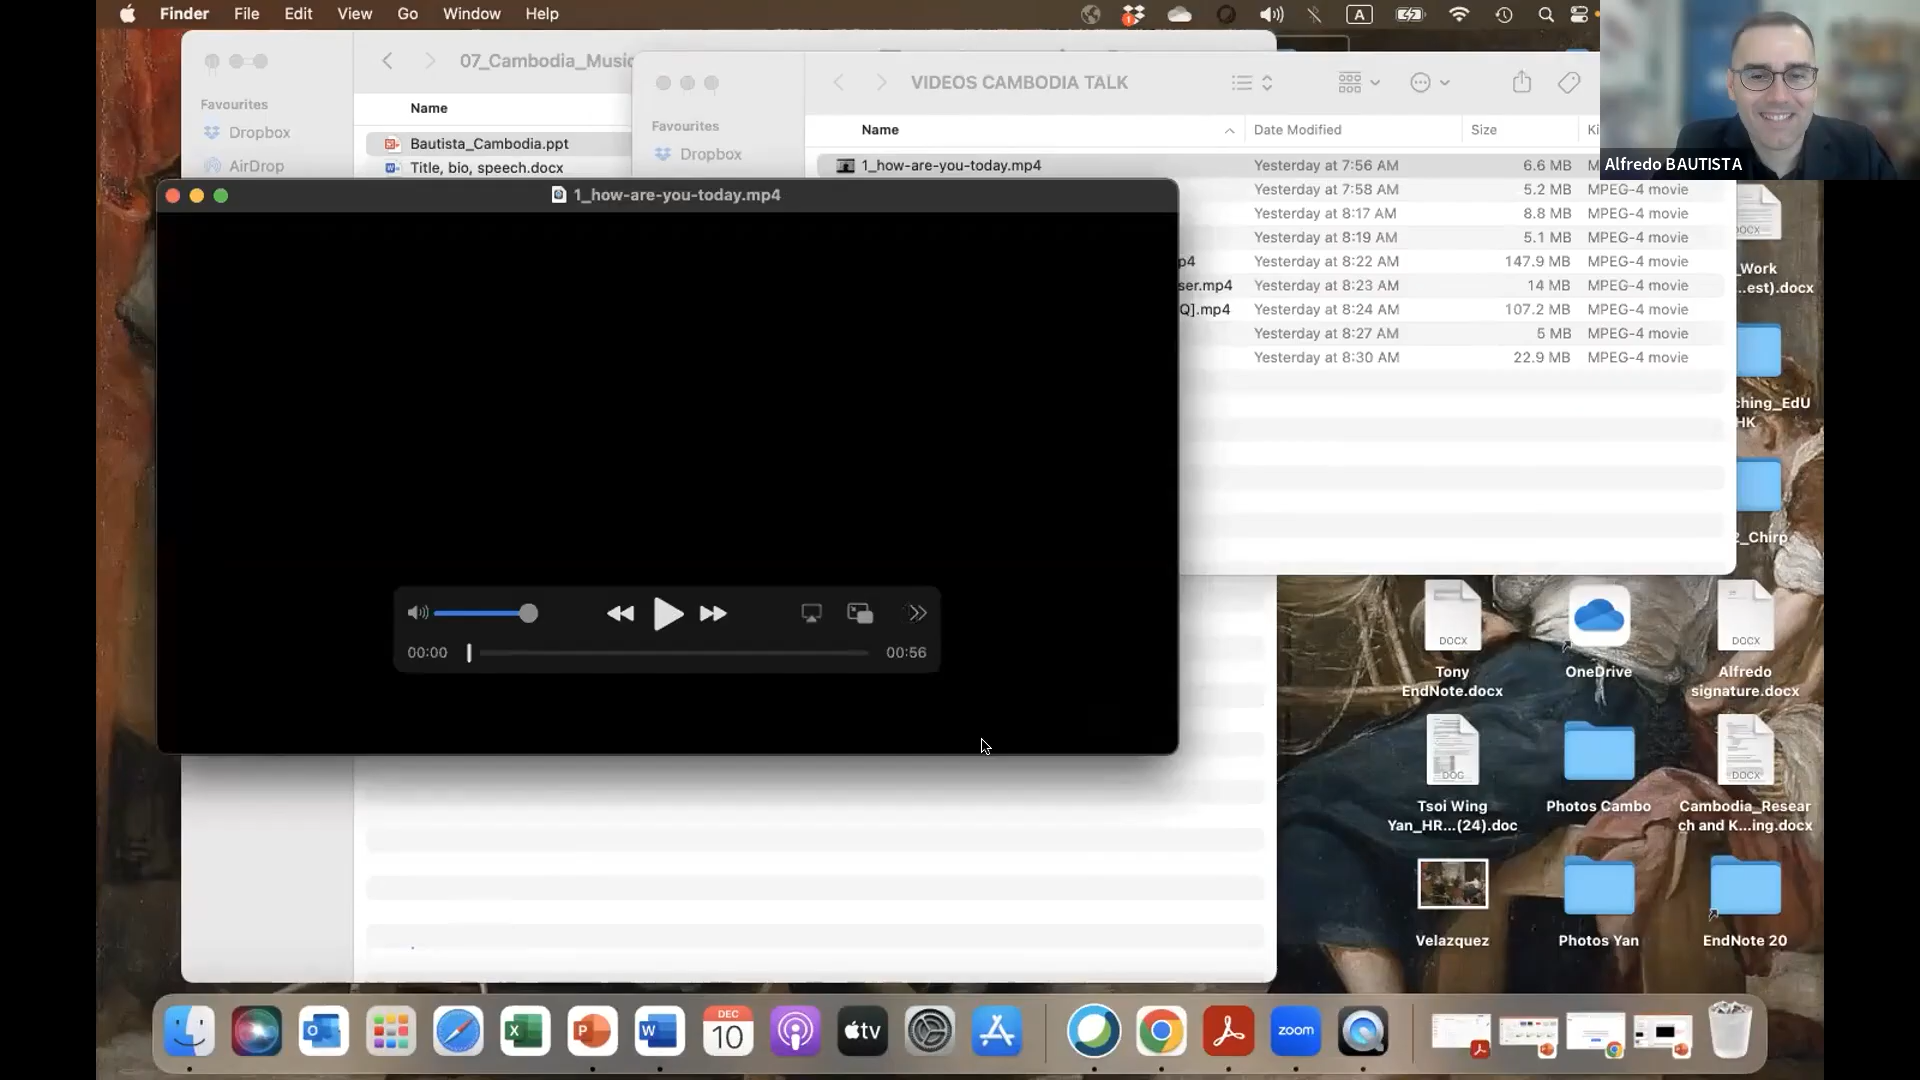 Finder File Edit View Go Window Help
A
1
07_Cambodia_Music
Favourites
Dropbox
AirDrop
Name
Bautista_Cambodia.ppt
Title, bio, speech.docx
VIDEOS CAMBODIA TALK
Favourites
Dropbox
Name Date Modified Size Ki
1_how-are-you-today.mp4 Yesterday at 7:56 AM 6.6 MB M
Yesterday at 7:58 AM 5.2 MB MPEG-4 movie
Yesterday at 8:17 AM 8.8 MB MPEG-4 movie
Yesterday at 8:19 AM 5.1 MB MPEG-4 movie
p4 Yesterday at 8:22 AM 147.9 MB MPEG-4 movie
ser.mp4 Yesterday at 8:23 AM 14 MB MPEG-4 movie
Q].mp4 Yesterday at 8:24 AM 107.2 MB MPEG-4 movie
Yesterday at 8:27 AM 5 MB MPEG-4 movie
Yesterday at 8:30 AM 22.9 MB MPEG-4 movie
Alfredo BAUTISTA
1_how-are-you-today.mp4
00:00 00:56
DOCX
_Work
...est).docx
ching_EdU
HK
_Chirp
DOCX
Tony
EndNote.docx
OneDrive
DOCX
Alfredo
signature.docx
DOC
Tsoi Wing
Yan_HR...(24).doc
Photos Cambo
DOCX
Cambodia_Resear
ch and K...ing.docx
Velazquez
Photos Yan
EndNote 20
DEC
10
tv
zoom